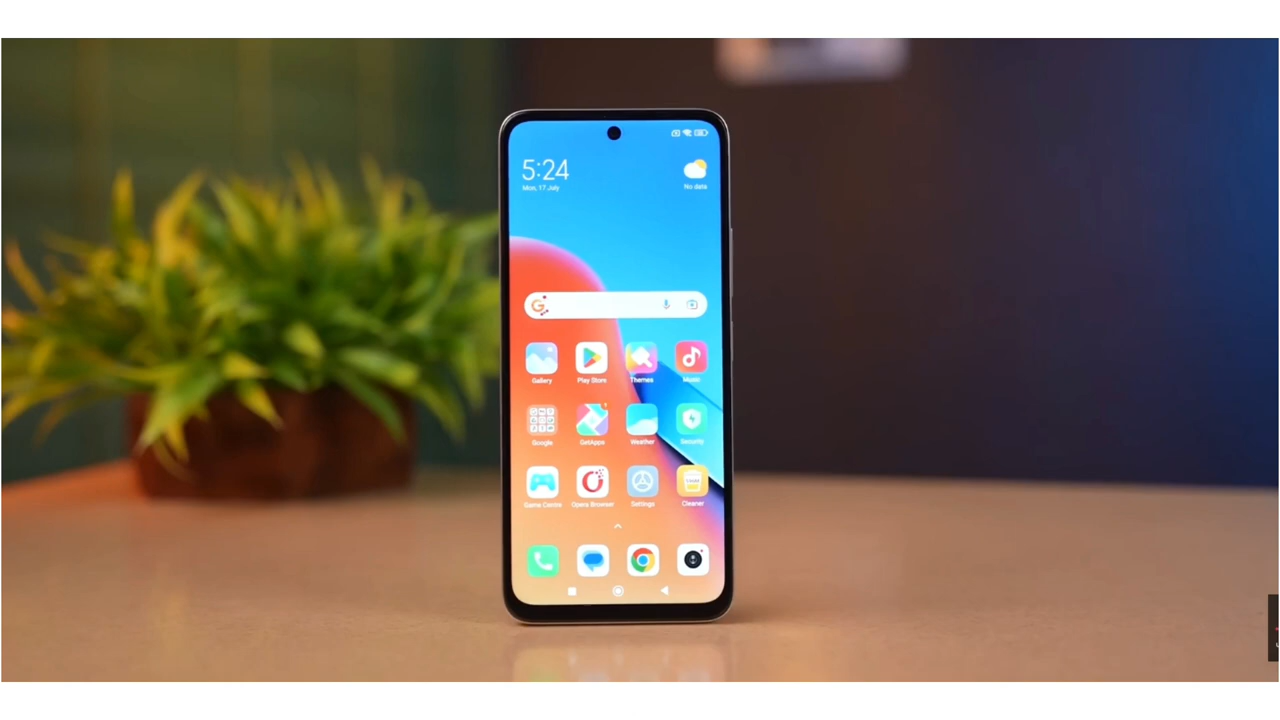 5:24
Mon, 17 July
No data
Gallery
Play Store
Themes
Music
Google
GetApps
Weather
Security
Game Centre
Opera Browser
Settings
Cleaner